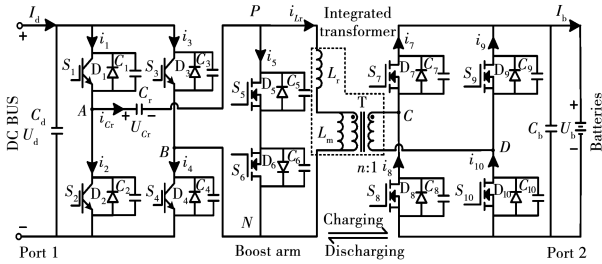 I_d
P
i_Lr
Integrated transformer
I_b
+
i_1
i_3
i_5
i_7
i_9
S_1
D_1
C_1
S_3
D_3
C_3
C_r
L_r
S_7
D_7
C_7
S_9
D_9
C_9
S_5
D_5
C_5
A
i_Cr
+
−
U_Cr
T
C
DC BUS
C_d
U_d
L_m
C_b
U_b
+
−
Batteries
B
D
S_6
D_6
C_6
n:1
i_2
i_4
i_8
i_10
S_2
D_2
C_2
S_4
D_4
C_4
S_8
D_8
C_8
S_10
D_10
C_10
N
−
Charging
Port 1
Boost arm
Discharging
Port 2